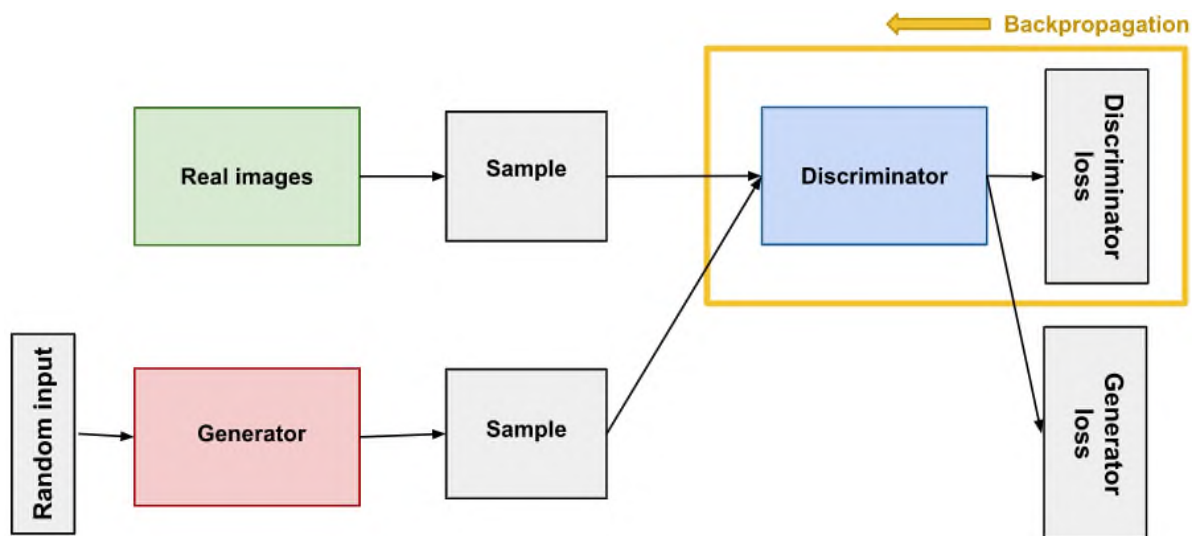 Backpropagation
Real images
Sample
Discriminator
Discriminator
loss
Random input
Generator
Sample
Generator
loss